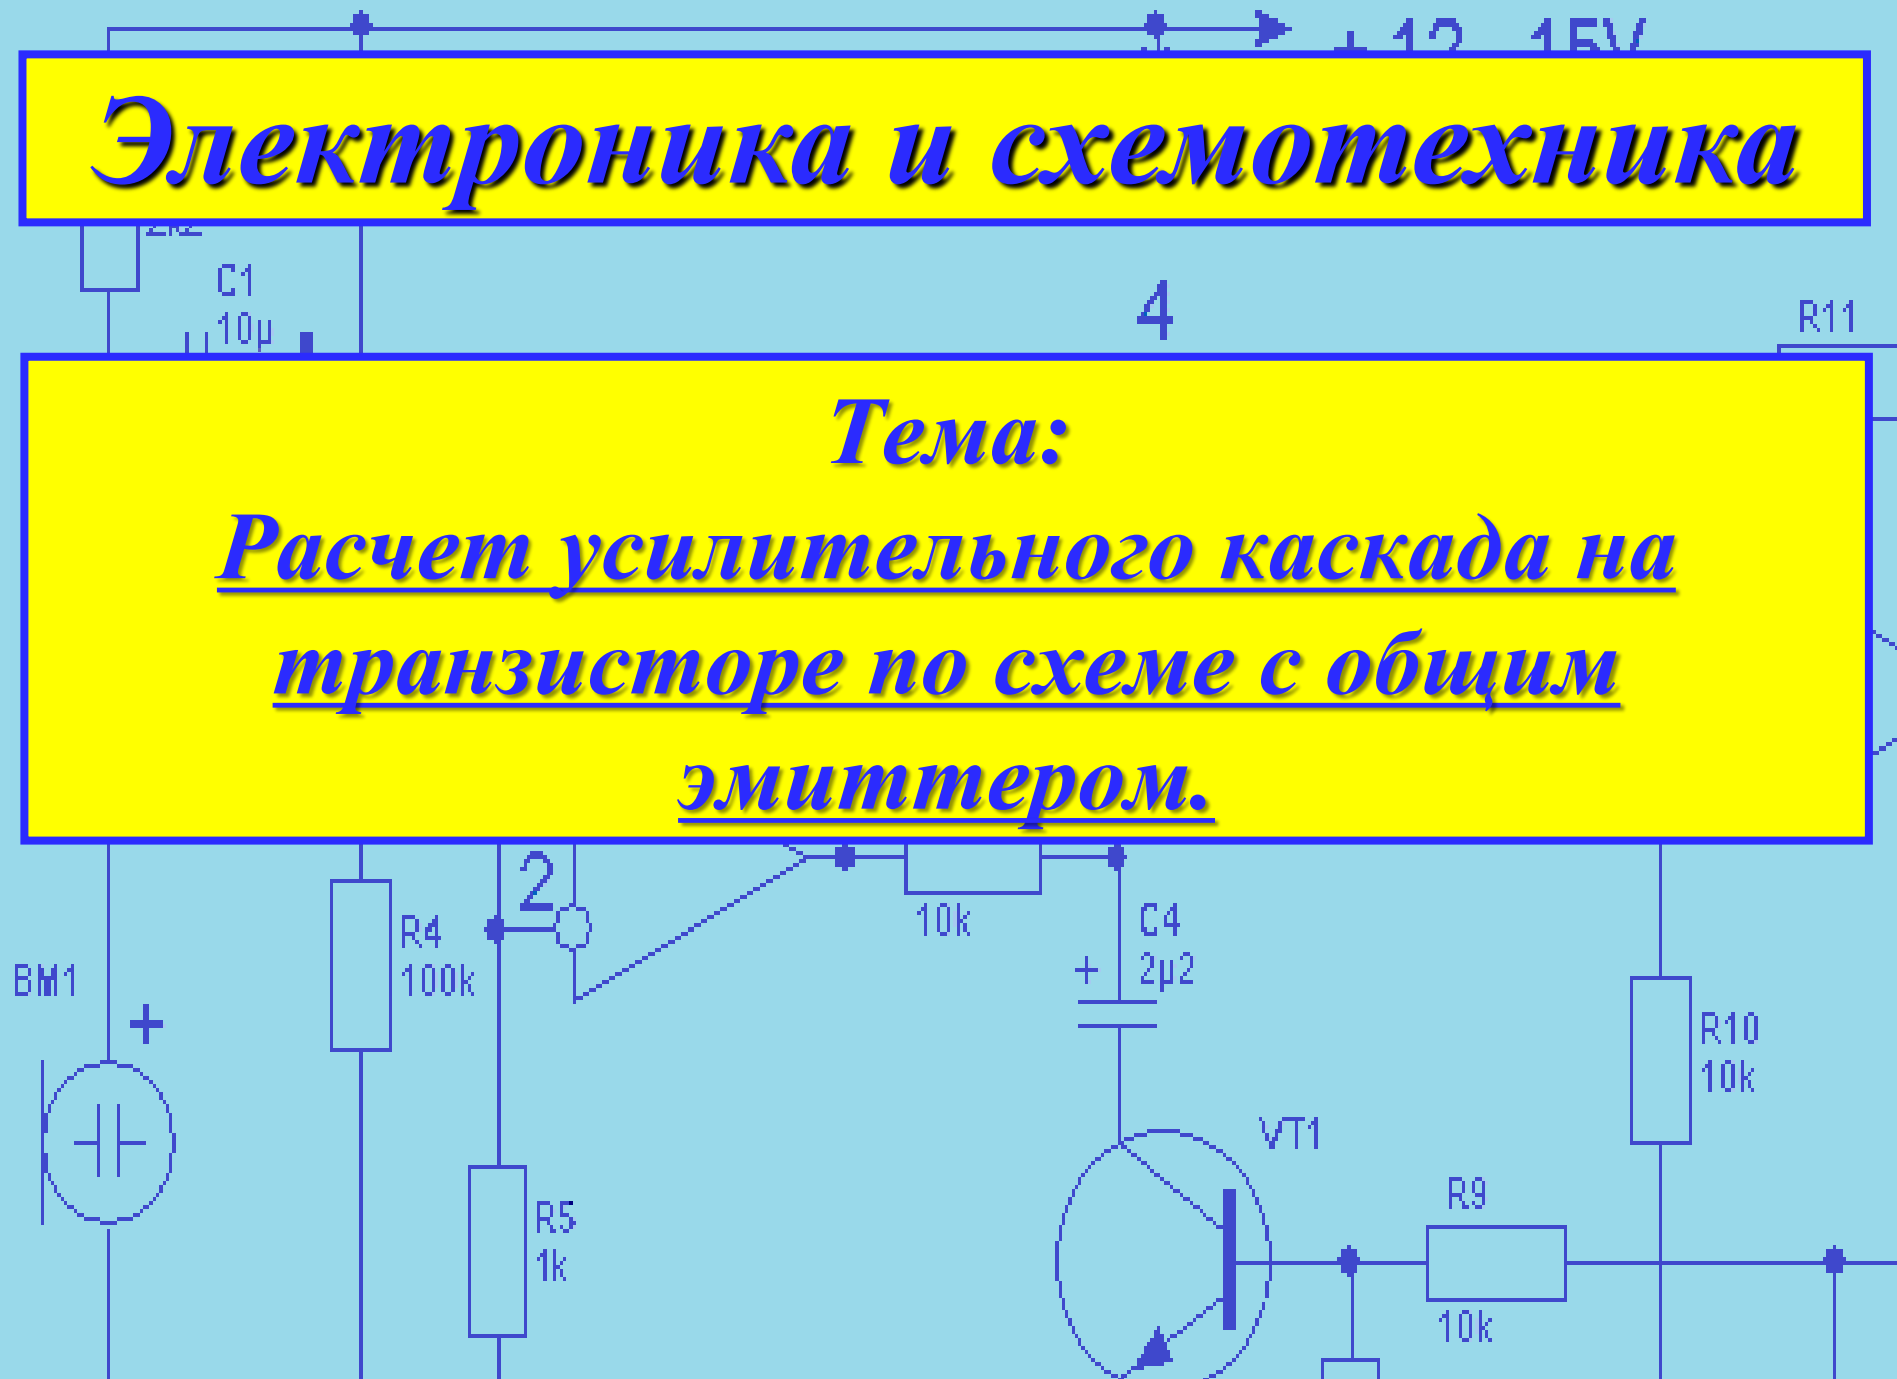 Электроника и схемотехника
C1
10µ
4
R11
Тема:
Расчет усилительного каскада на
транзисторе по схеме с общим
эмиттером.
2
10k
C4
+ 2µ2
R4
100k
BM1
+
R10
10k
VT1
R9
10k
R5
1k